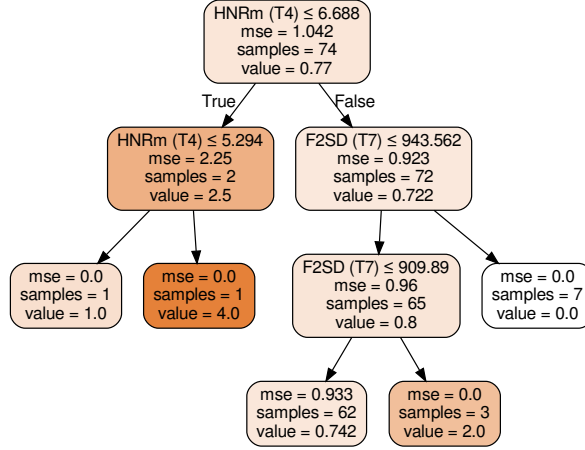 HNRm (T4) ≤ 6.688
mse = 1.042
samples = 74
value = 0.77
True
False
HNRm (T4) ≤ 5.294
mse = 2.25
samples = 2
value = 2.5
F2SD (T7) ≤ 943.562
mse = 0.923
samples = 72
value = 0.722
mse = 0.0
samples = 1
value = 1.0
mse = 0.0
samples = 1
value = 4.0
F2SD (T7) ≤ 909.89
mse = 0.96
samples = 65
value = 0.8
mse = 0.0
samples = 7
value = 0.0
mse = 0.933
samples = 62
value = 0.742
mse = 0.0
samples = 3
value = 2.0